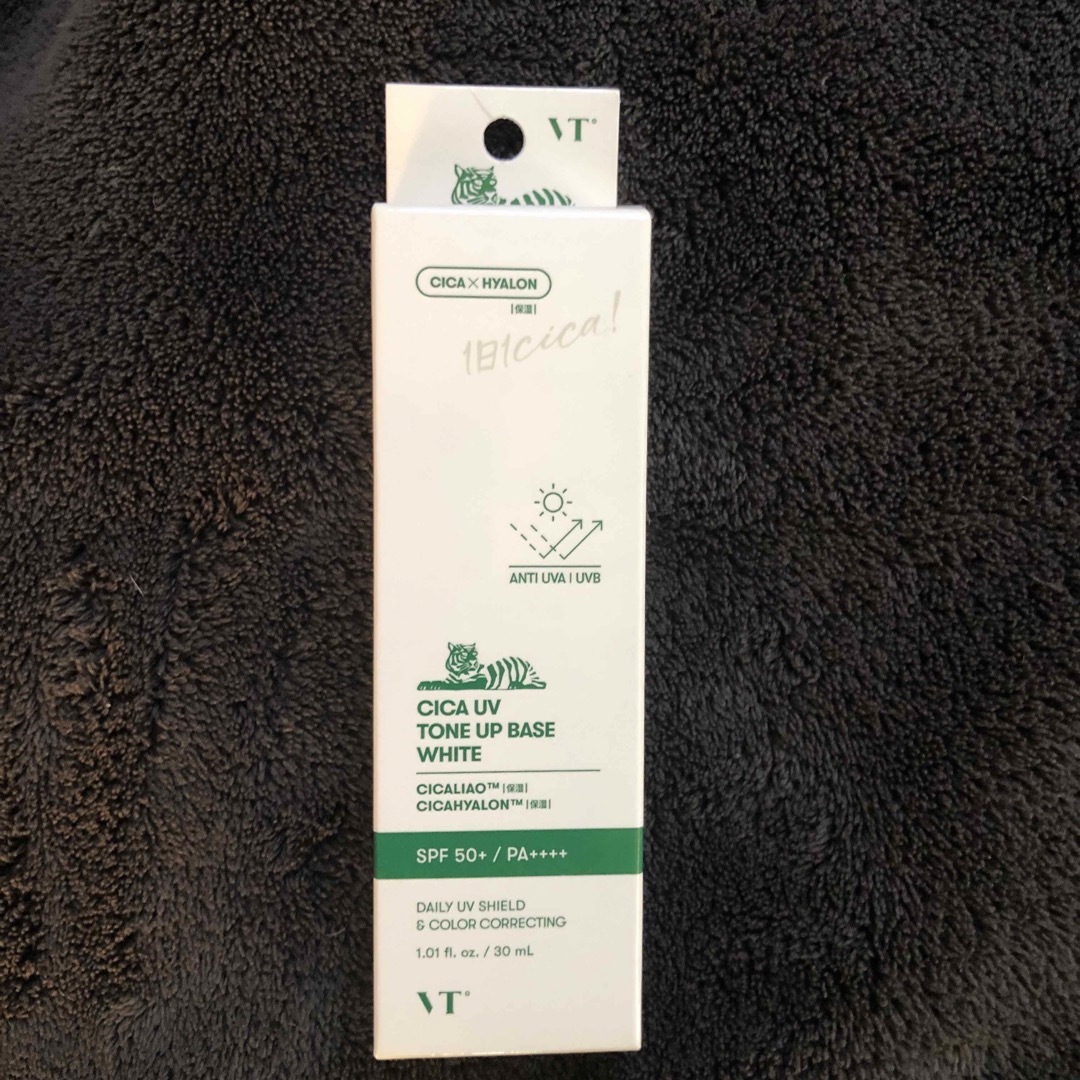 VT
CICA×HYALON
|保湿|
1日1cica!
ANTI UVA | UVB
CICA UV
TONE UP BASE
WHITE
CICALIAO™ |保湿|
CICAHYALON™ |保湿|
SPF 50+ / PA++++
DAILY UV SHIELD
& COLOR CORRECTING
1.01 fl. oz. / 30 mL
VT